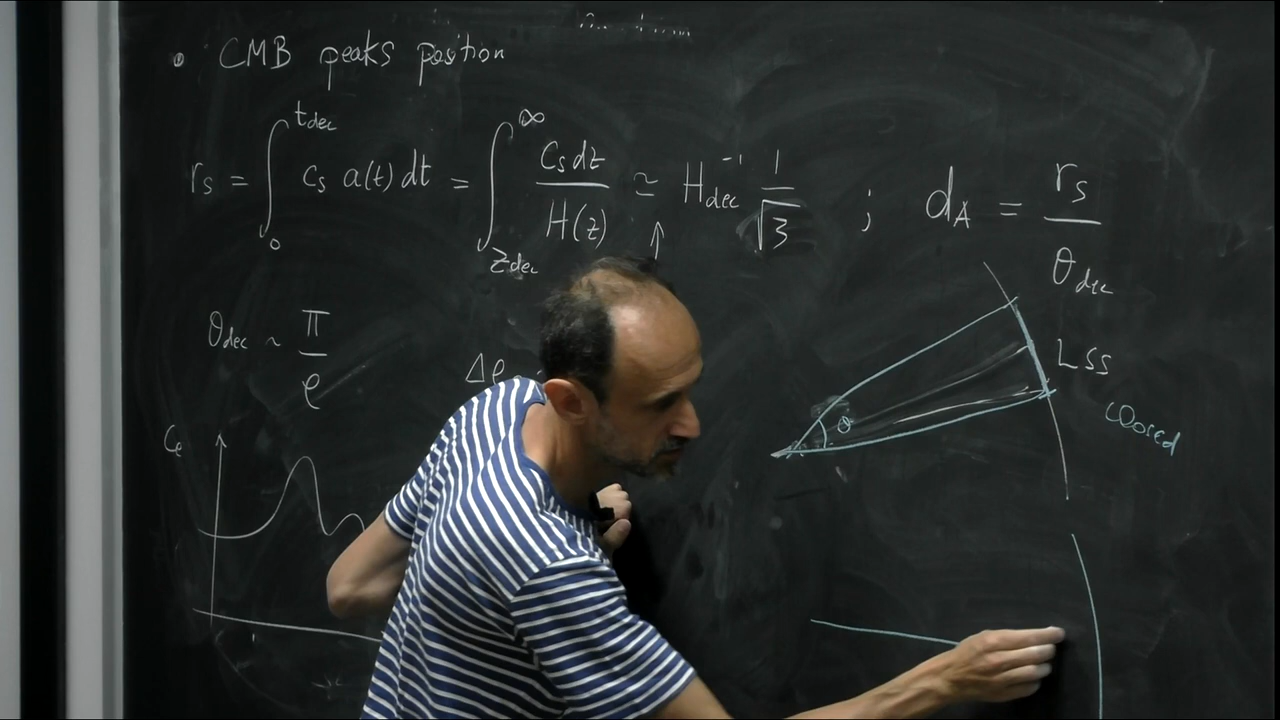 • CMB peaks position
r_s = ∫_0^{t_dec} c_s a(t) dt = ∫_{z_dec}^∞ c_s dz / H(z) ≃ H_dec^{-1} 1/√3 ; d_A = r_s / θ_dec
↑
θ_dec ~ π / ℓ
Δℓ
LSS
closed
θ
C_ℓ